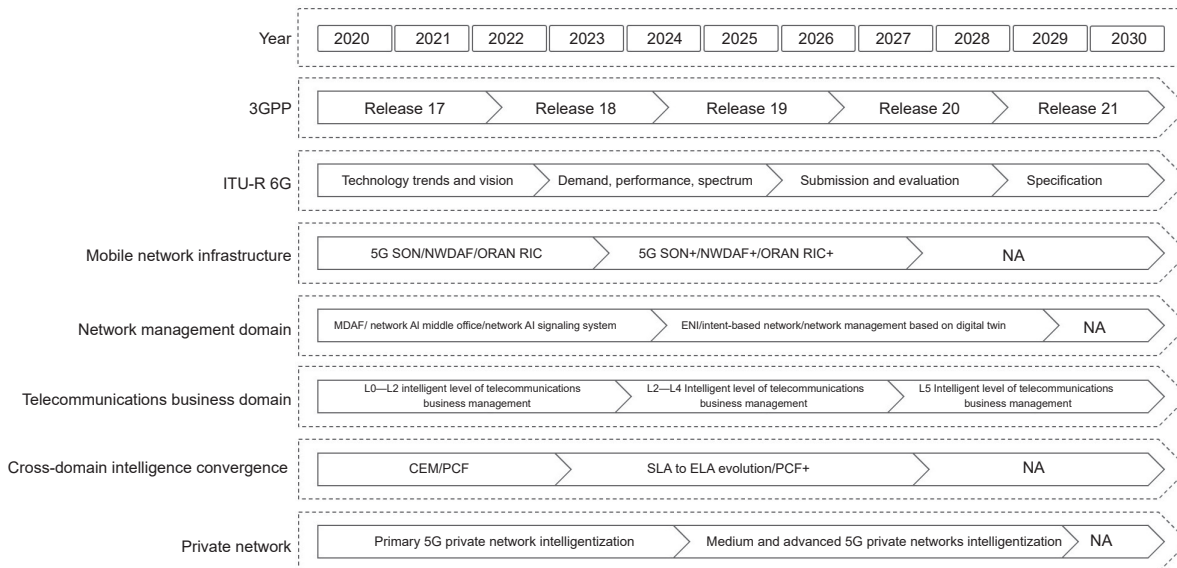 Year
2020 2021 2022 2023 2024 2025 2026 2027 2028 2029 2030
3GPP
Release 17 Release 18 Release 19 Release 20 Release 21
ITU-R 6G
Technology trends and vision Demand, performance, spectrum Submission and evaluation Specification
Mobile network infrastructure
5G SON/NWDAF/ORAN RIC 5G SON+/NWDAF+/ORAN RIC+ NA
Network management domain
MDAF/ network AI middle office/network AI signaling system ENI/intent-based network/network management based on digital twin NA
Telecommunications business domain
L0—L2 intelligent level of telecommunications
business management
L2—L4 Intelligent level of telecommunications
business management
L5 Intelligent level of telecommunications
business management
Cross-domain intelligence convergence
CEM/PCF SLA to ELA evolution/PCF+ NA
Private network
Primary 5G private network intelligentization Medium and advanced 5G private networks intelligentization NA